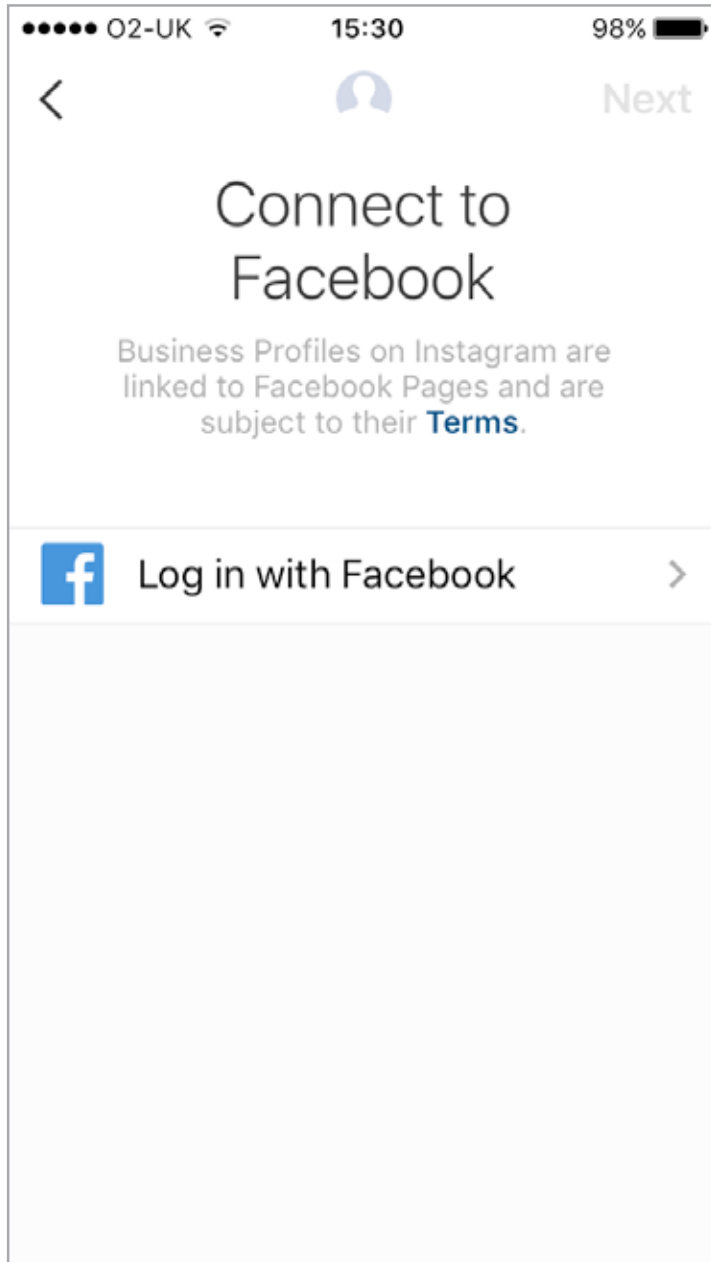 O2-UK 15:30 98%
Next
Connect to
Facebook
Business Profiles on Instagram are
linked to Facebook Pages and are
subject to their Terms.
Log in with Facebook